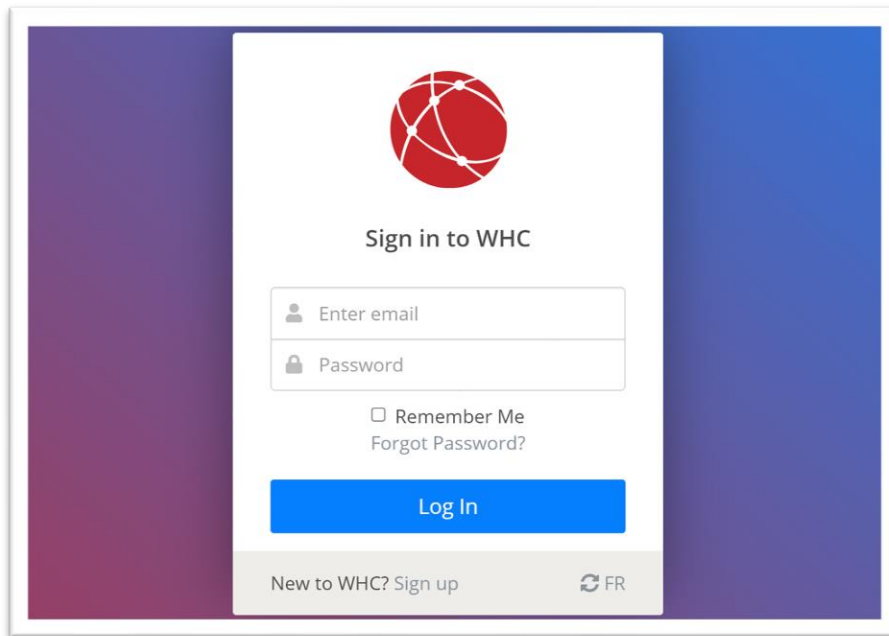 Sign in to WHC
Enter email
Password
Remember Me
Forgot Password?
Log In
New to WHC? Sign up FR